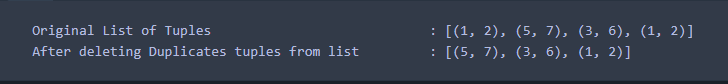 Original List of Tuples : [(1, 2), (5, 7), (3, 6), (1, 2)]
After deleting Duplicates tuples from list : [(5, 7), (3, 6), (1, 2)]